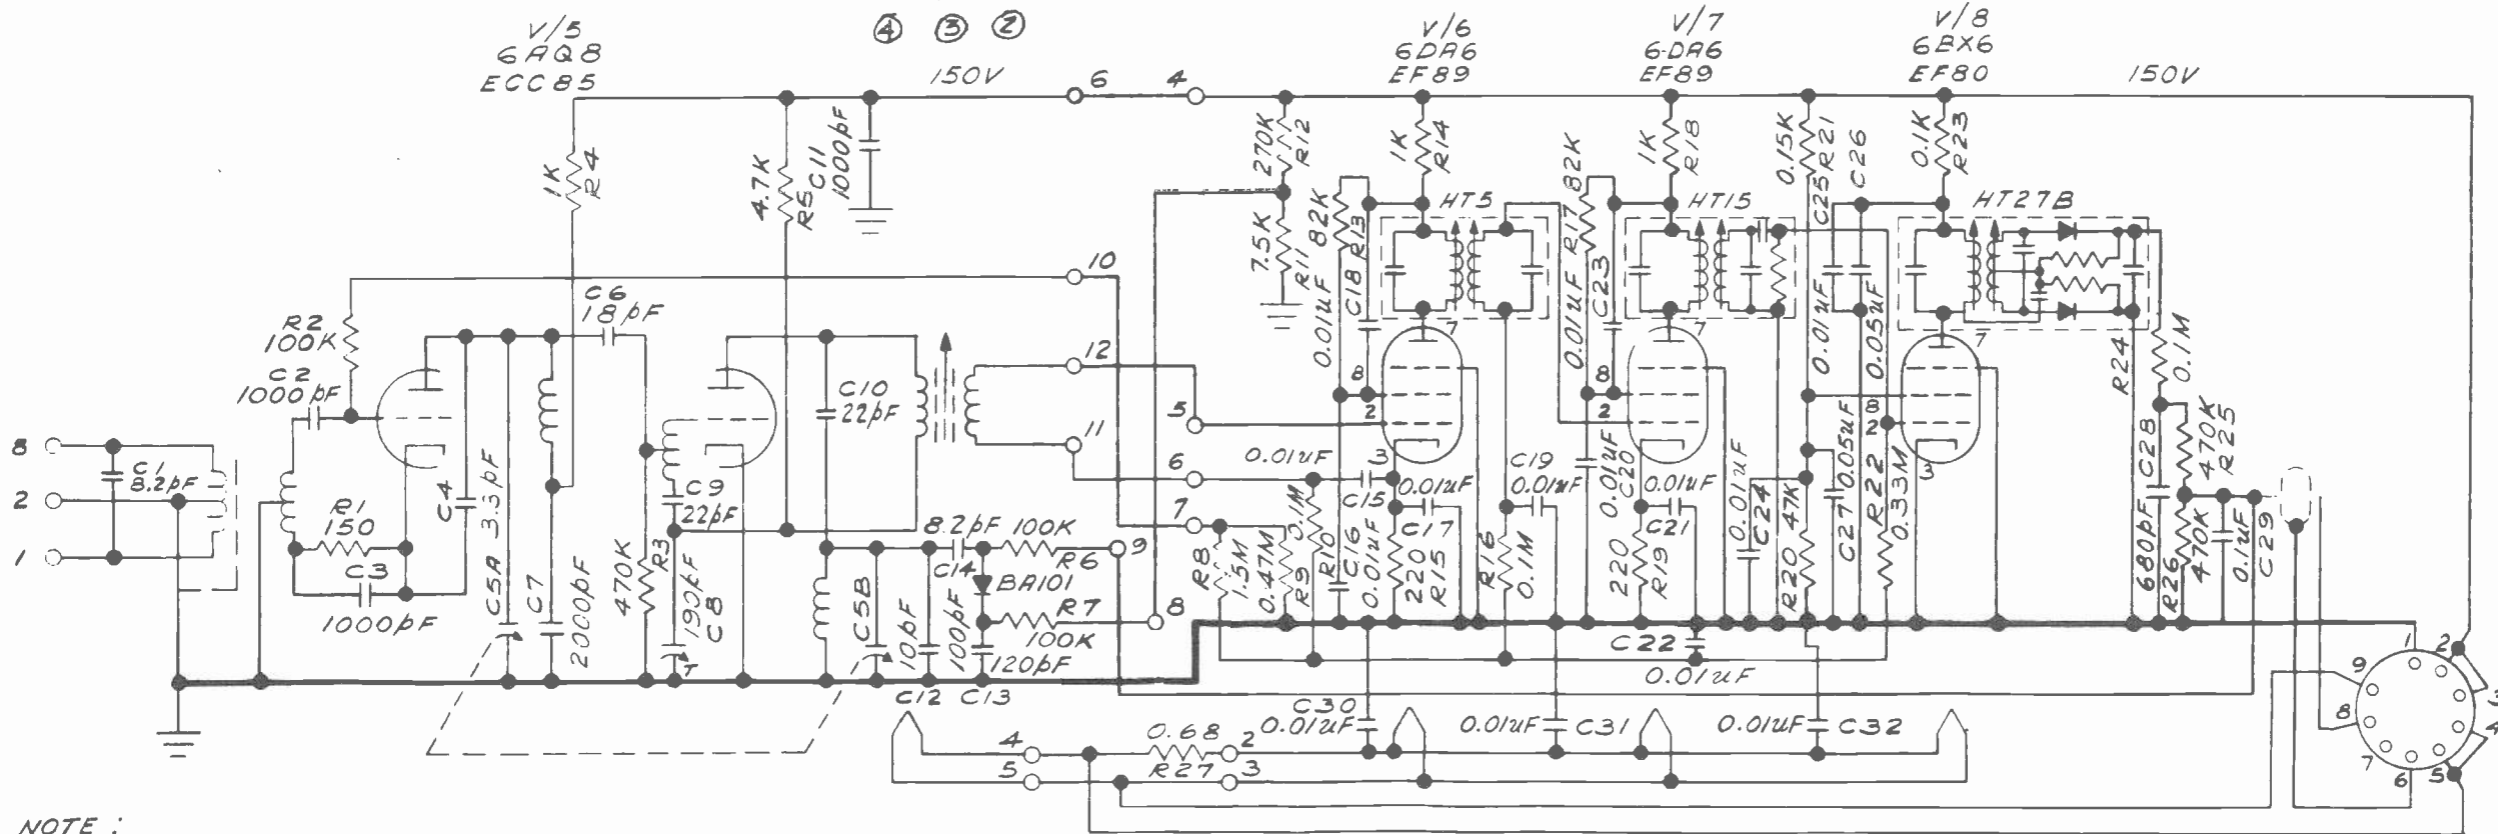 ④ ③ ②
V/5
6AQ8
ECC85
150V
6
4
V/6
6DA6
EF89
V/7
6-DA6
EF89
V/8
6BX6
EF80
150V
1K
R4
4.7K
R5
C11
1000pF
270K
R12
7.5K
R11
1K
R14
82K
R13
0.01uF
C18
HT5
1K
R18
82K
R17
0.01uF
C23
HT15
0.15K
R21
C25
0.01uF
C26
0.05uF
0.1K
R23
HT27B
10
12
11
C6
18pF
R2
100K
C2
1000pF
C10
22pF
8
2
1
C1
8.2pF
R1
150
C3
1000pF
C4
3.3pF
C5A
C7
2000pF
470K
R3
C9
22pF
190pF
C8
T
C5B
10pF
C12
8.2pF
C14
100pF
100K
R6
9
BA101
R7
100K
8
120pF
C13
5
6
7
0.01uF
C15
R8
1.5M
0.47M
R9
0.1M
R10
C16
0.01uF
7
8
2
3
0.01uF
C17
220
R15
R16
0.1M
C19
0.01uF
7
8
2
0.01uF
C20
0.01uF
C21
220
R19
0.01uF
C24
R20
47K
C27
0.05uF
R22
0.33M
7
8
2
3
R24
0.1M
C28
680pF
470K
R25
R26
470K
0.1uF
C29
C22
0.01uF
C30
0.01uF
0.01uF
C31
0.01uF
C32
4
5
0.68
R27
2
3
1
2
3
4
5
6
7
8
9
NOTE :